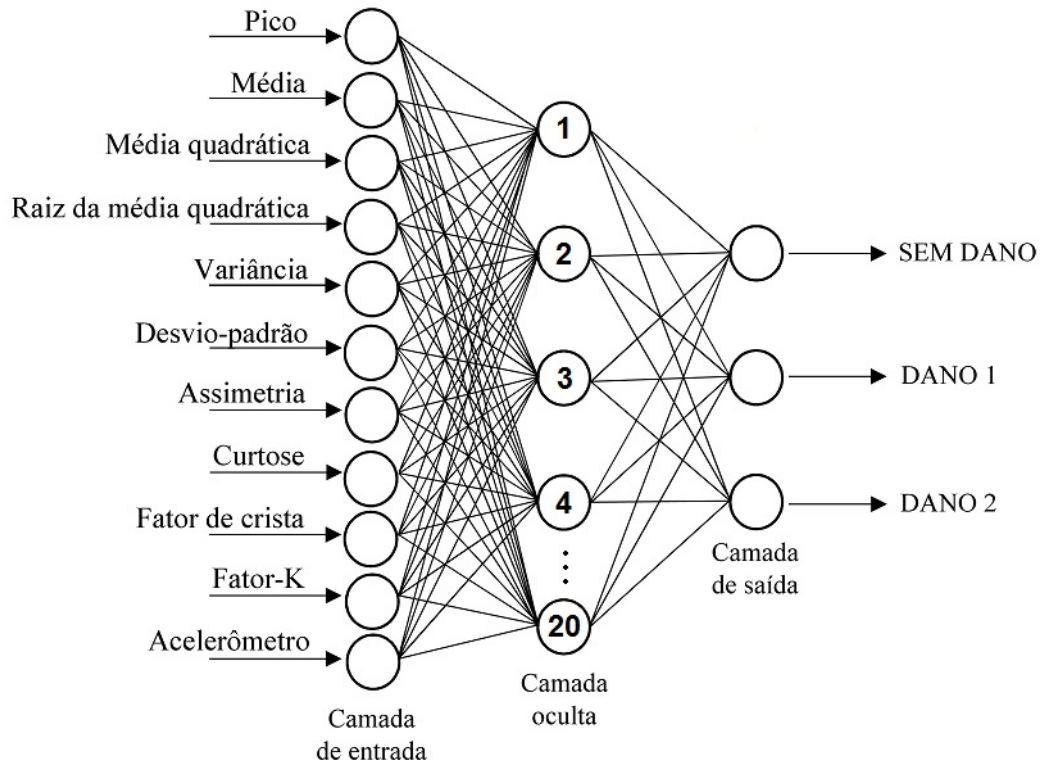 Pico
Média
Média quadrática
Raiz da média quadrática
Variância
Desvio-padrão
Assimetria
Curtose
Fator de crista
Fator-K
Acelerômetro
Camada
de entrada
1
2
3
4
20
Camada
oculta
SEM DANO
DANO 1
DANO 2
Camada
de saída